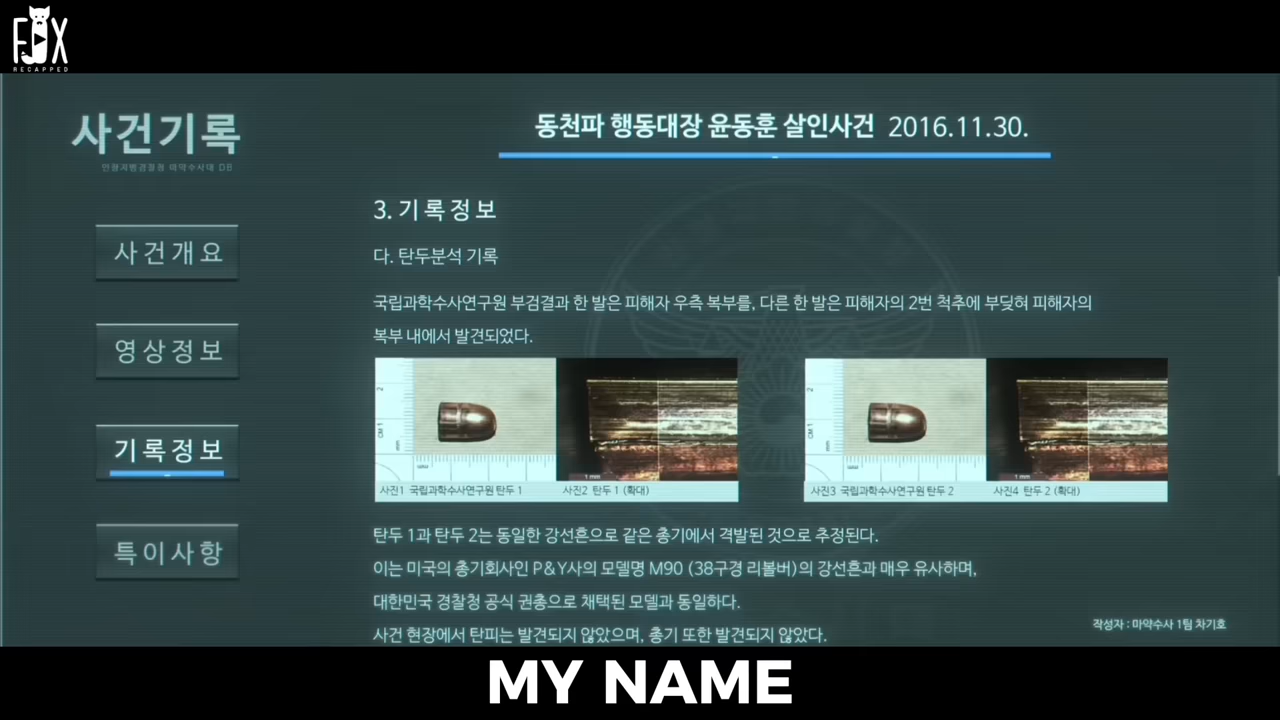 FOX
RECAPPED
사건기록
인창지방경찰청 마약수사대 DB
동천파 행동대장 윤동훈 살인사건 2016.11.30.
사건개요
영상정보
기록정보
특이사항
3. 기록정보
다. 탄두분석 기록
국립과학수사연구원 부검결과 한 발은 피해자 우측 복부를, 다른 한 발은 피해자의 2번 척추에 부딪혀 피해자의
복부 내에서 발견되었다.
사진1 국립과학수사연구원 탄두 1
사진2 탄두 1 (확대)
사진3 국립과학수사연구원 탄두 2
사진4 탄두 2 (확대)
탄두 1과 탄두 2는 동일한 강선흔으로 같은 총기에서 격발된 것으로 추정된다.
이는 미국의 총기회사인 P&Y사의 모델명 M90 (38구경 리볼버)의 강선흔과 매우 유사하며,
대한민국 경찰청 공식 권총으로 채택된 모델과 동일하다.
사건 현장에서 탄피는 발견되지 않았으며, 총기 또한 발견되지 않았다.
작성자 : 마약수사 1팀 차기호
MY NAME